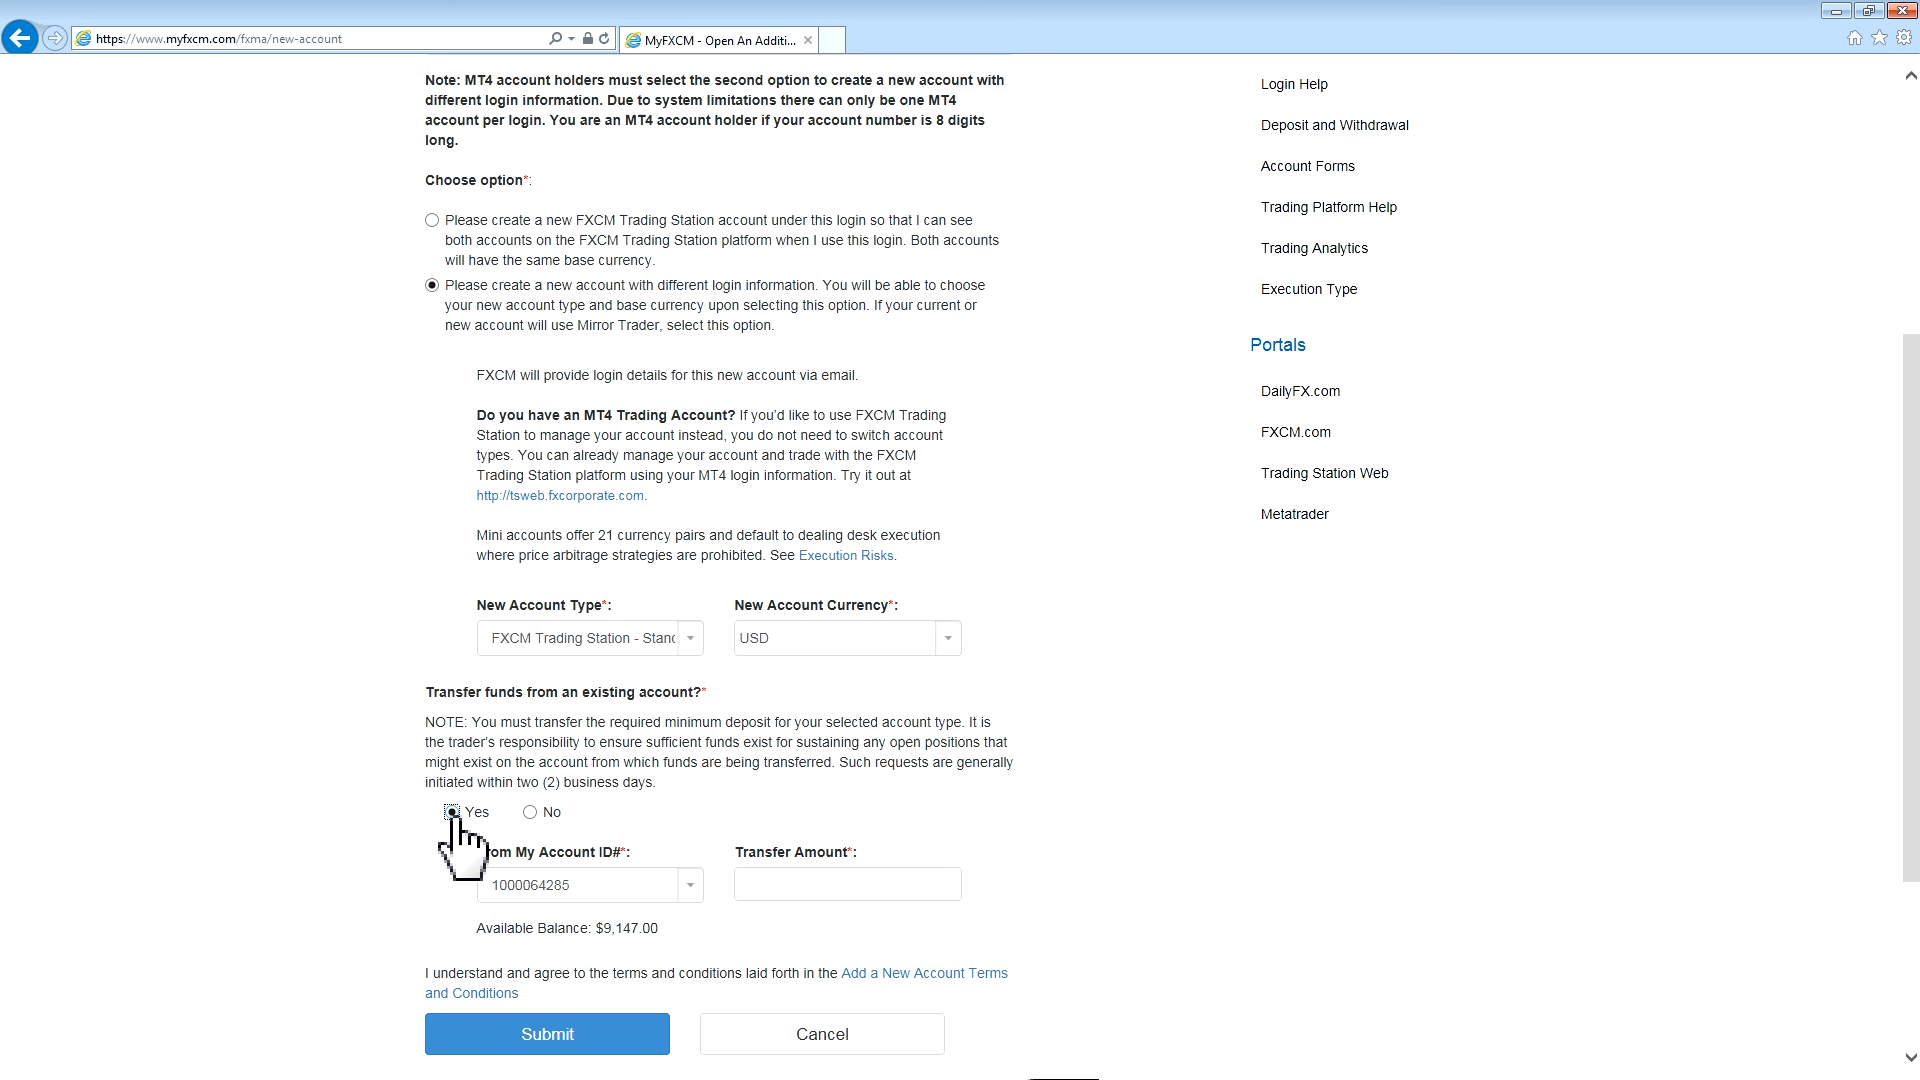 https://www.myfxcm.com/fxma/new-account
MyFXCM - Open An Additi...
Note: MT4 account holders must select the second option to create a new account with
different login information. Due to system limitations there can only be one MT4
account per login. You are an MT4 account holder if your account number is 8 digits
long.
Choose option*:
Please create a new FXCM Trading Station account under this login so that I can see
both accounts on the FXCM Trading Station platform when I use this login. Both accounts
will have the same base currency.
Please create a new account with different login information. You will be able to choose
your new account type and base currency upon selecting this option. If your current or
new account will use Mirror Trader, select this option.
FXCM will provide login details for this new account via email.
Do you have an MT4 Trading Account? If you'd like to use FXCM Trading
Station to manage your account instead, you do not need to switch account
types. You can already manage your account and trade with the FXCM
Trading Station platform using your MT4 login information. Try it out at
http://tsweb.fxcorporate.com.
Mini accounts offer 21 currency pairs and default to dealing desk execution
where price arbitrage strategies are prohibited. See Execution Risks.
New Account Type*: New Account Currency*:
FXCM Trading Station - Stand USD
Transfer funds from an existing account?*
NOTE: You must transfer the required minimum deposit for your selected account type. It is
the trader's responsibility to ensure sufficient funds exist for sustaining any open positions that
might exist on the account from which funds are being transferred. Such requests are generally
initiated within two (2) business days.
Yes No
om My Account ID#*: Transfer Amount*:
1000064285
Available Balance: $9,147.00
I understand and agree to the terms and conditions laid forth in the Add a New Account Terms
and Conditions
Submit Cancel
Login Help
Deposit and Withdrawal
Account Forms
Trading Platform Help
Trading Analytics
Execution Type
Portals
DailyFX.com
FXCM.com
Trading Station Web
Metatrader